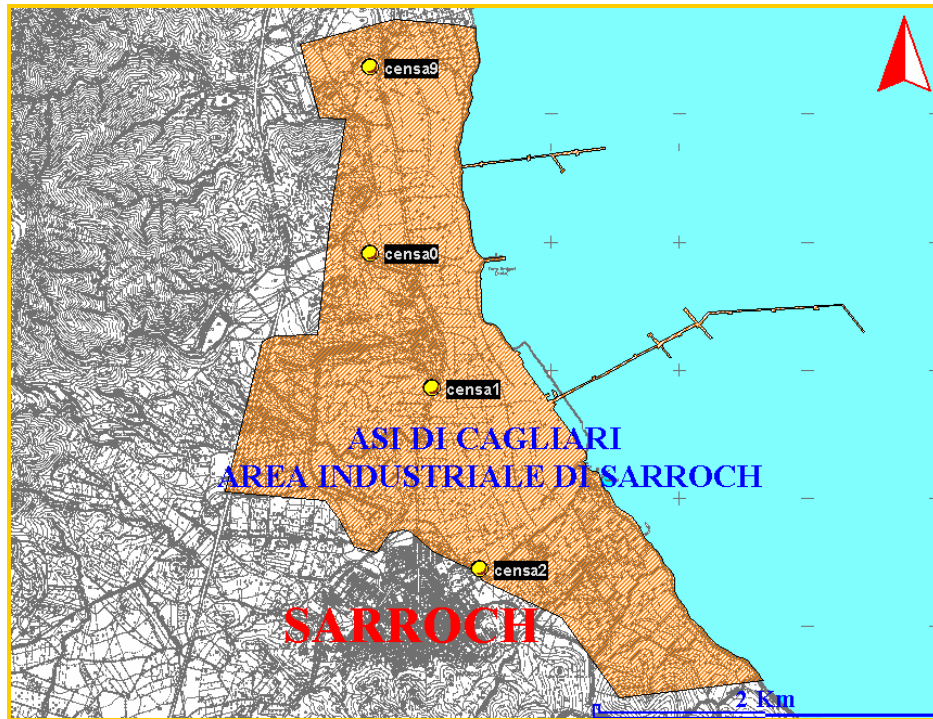 censa9
censa0
censa1
ASI DI CAGLIARI
AREA INDUSTRIALE DI SARROCH
censa2
SARROCH
2 Km